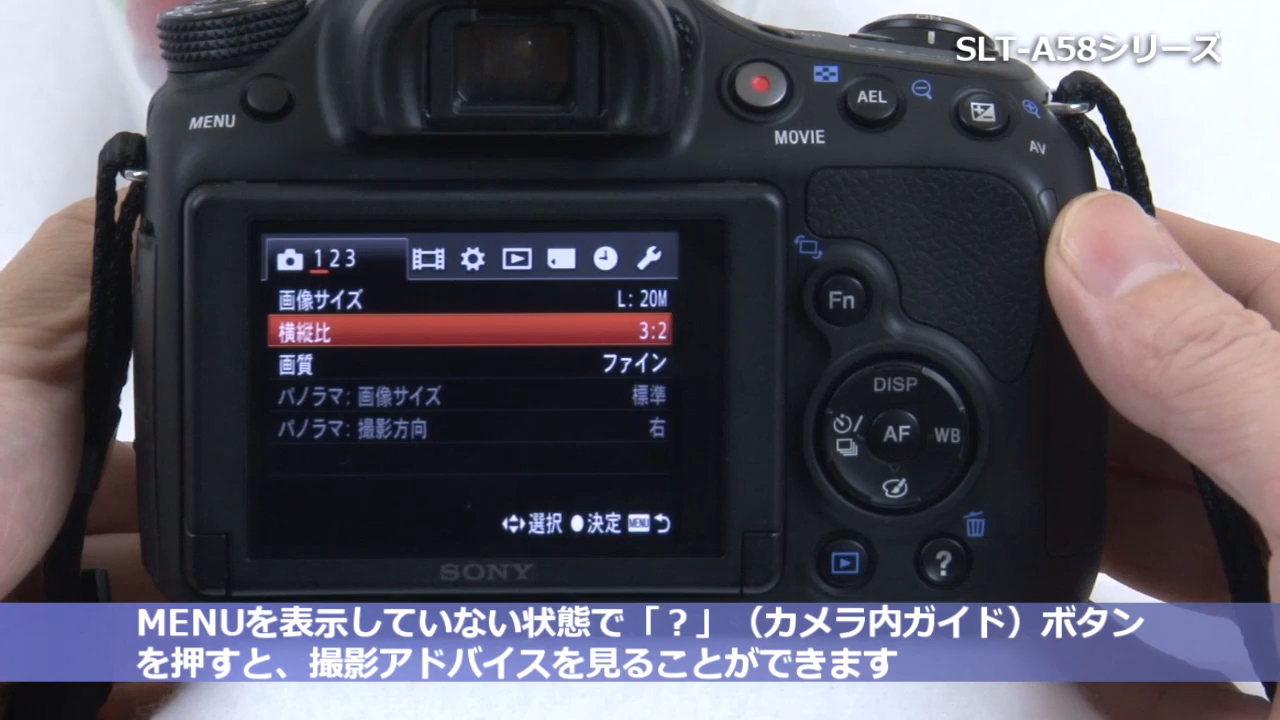 SLT-A58シリーズ
MENU
MOVIE
AEL
AV
123
画像サイズ L: 20M
横縦比 3:2
画質 ファイン
パノラマ: 画像サイズ 標準
パノラマ: 撮影方向 右
選択 決定 MENU
Fn
DISP
AF
WB
?
SONY
MENUを表示していない状態で「？」（カメラ内ガイド）ボタン
を押すと、撮影アドバイスを見ることができます